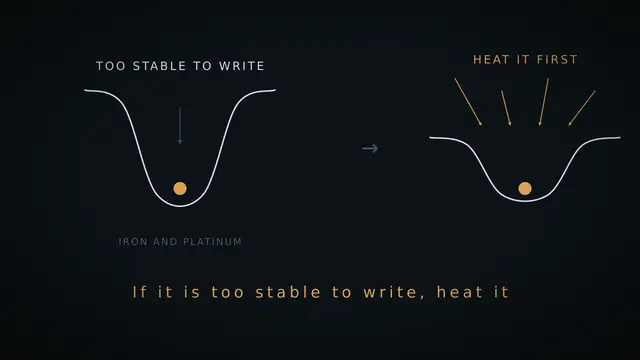 TOO STABLE TO WRITE
HEAT IT FIRST
→
IRON AND PLATINUM
If it is too stable to write, heat it